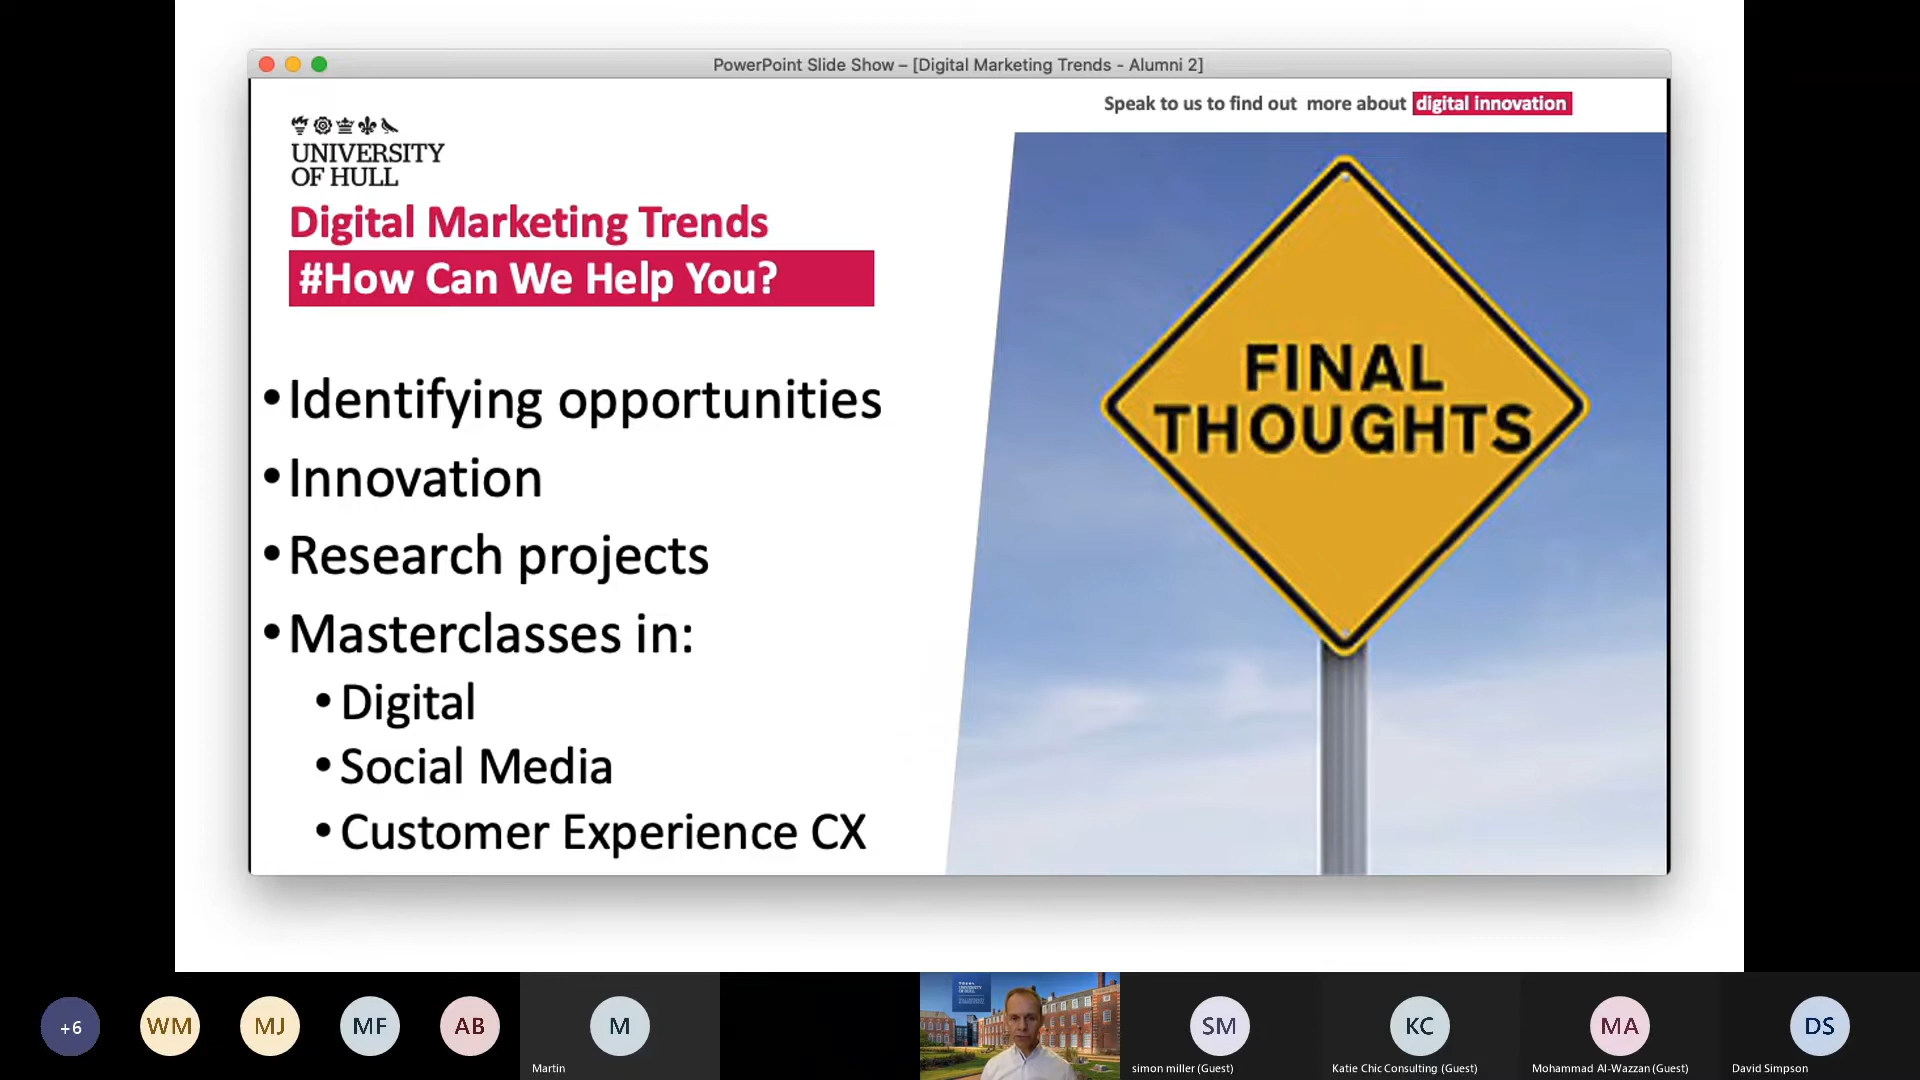 PowerPoint Slide Show – [Digital Marketing Trends - Alumni 2]
Speak to us to find out more about digital innovation
UNIVERSITY
OF HULL
Digital Marketing Trends
#How Can We Help You?
•Identifying opportunities
•Innovation
•Research projects
•Masterclasses in:
•Digital
•Social Media
•Customer Experience CX
FINAL
THOUGHTS
+6
WM
MJ
MF
AB
M
Martin
UNIVERSITY
OF HULL
SM
simon miller (Guest)
KC
Katie Chic Consulting (Guest)
MA
Mohammad Al-Wazzan (Guest)
DS
David Simpson